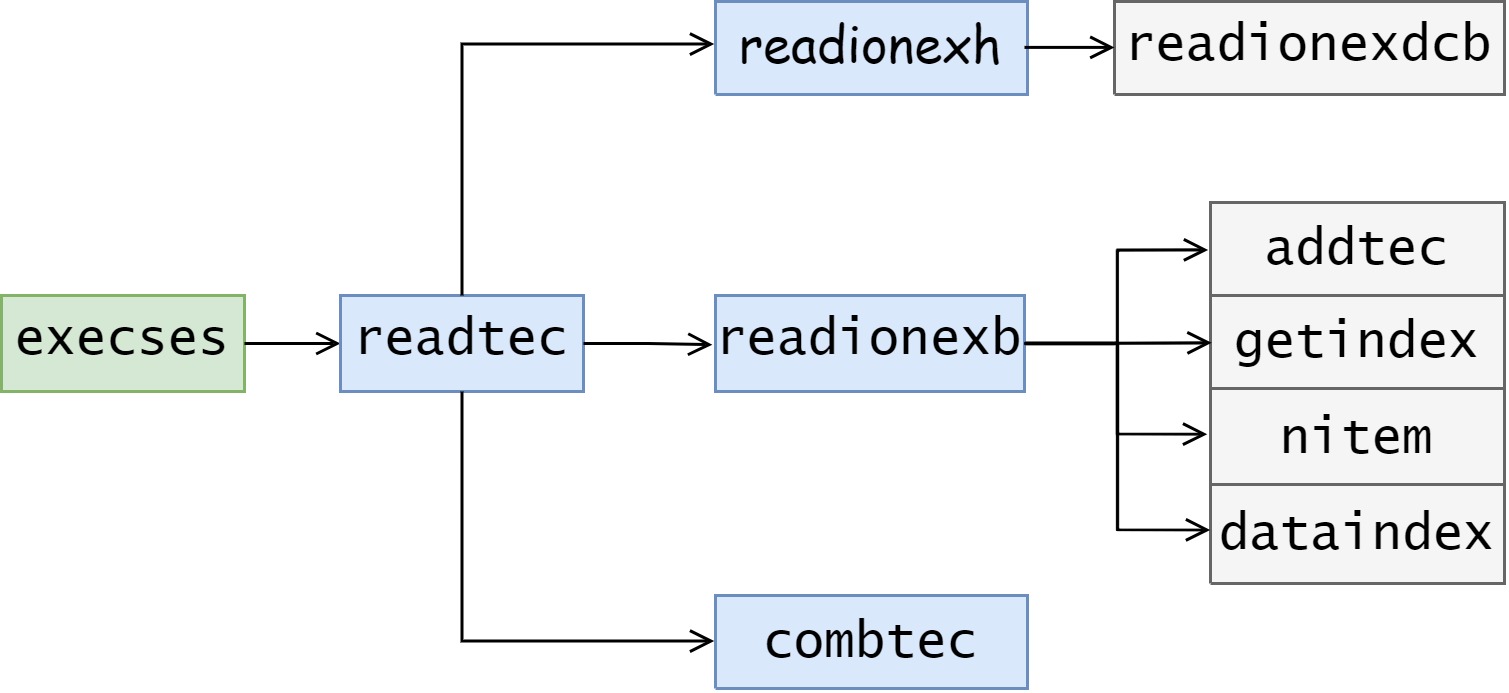 readionexh
readionexdcb
addtec
execses
readtec
readionexb
getindex
nitem
dataindex
combtec